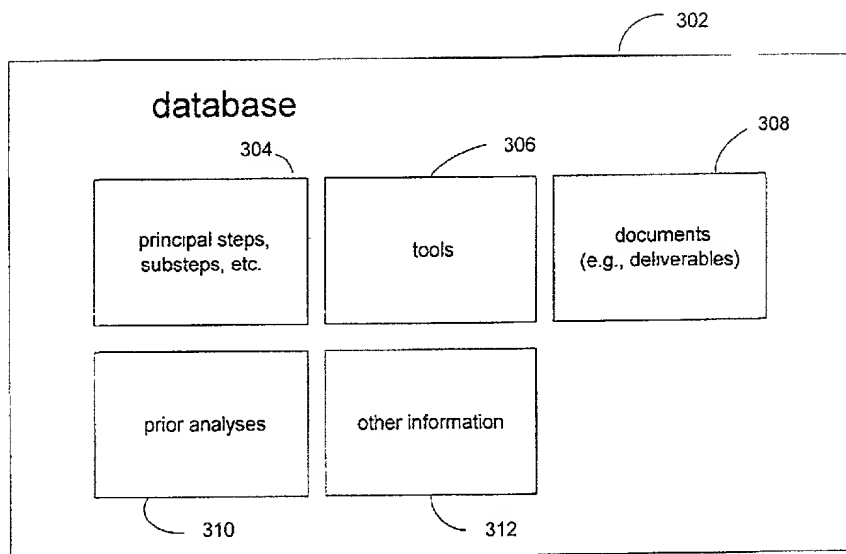 302
database
304
306
308
principal steps,
substeps, etc.
tools
documents
(e.g., deliverables)
prior analyses
other information
310
312